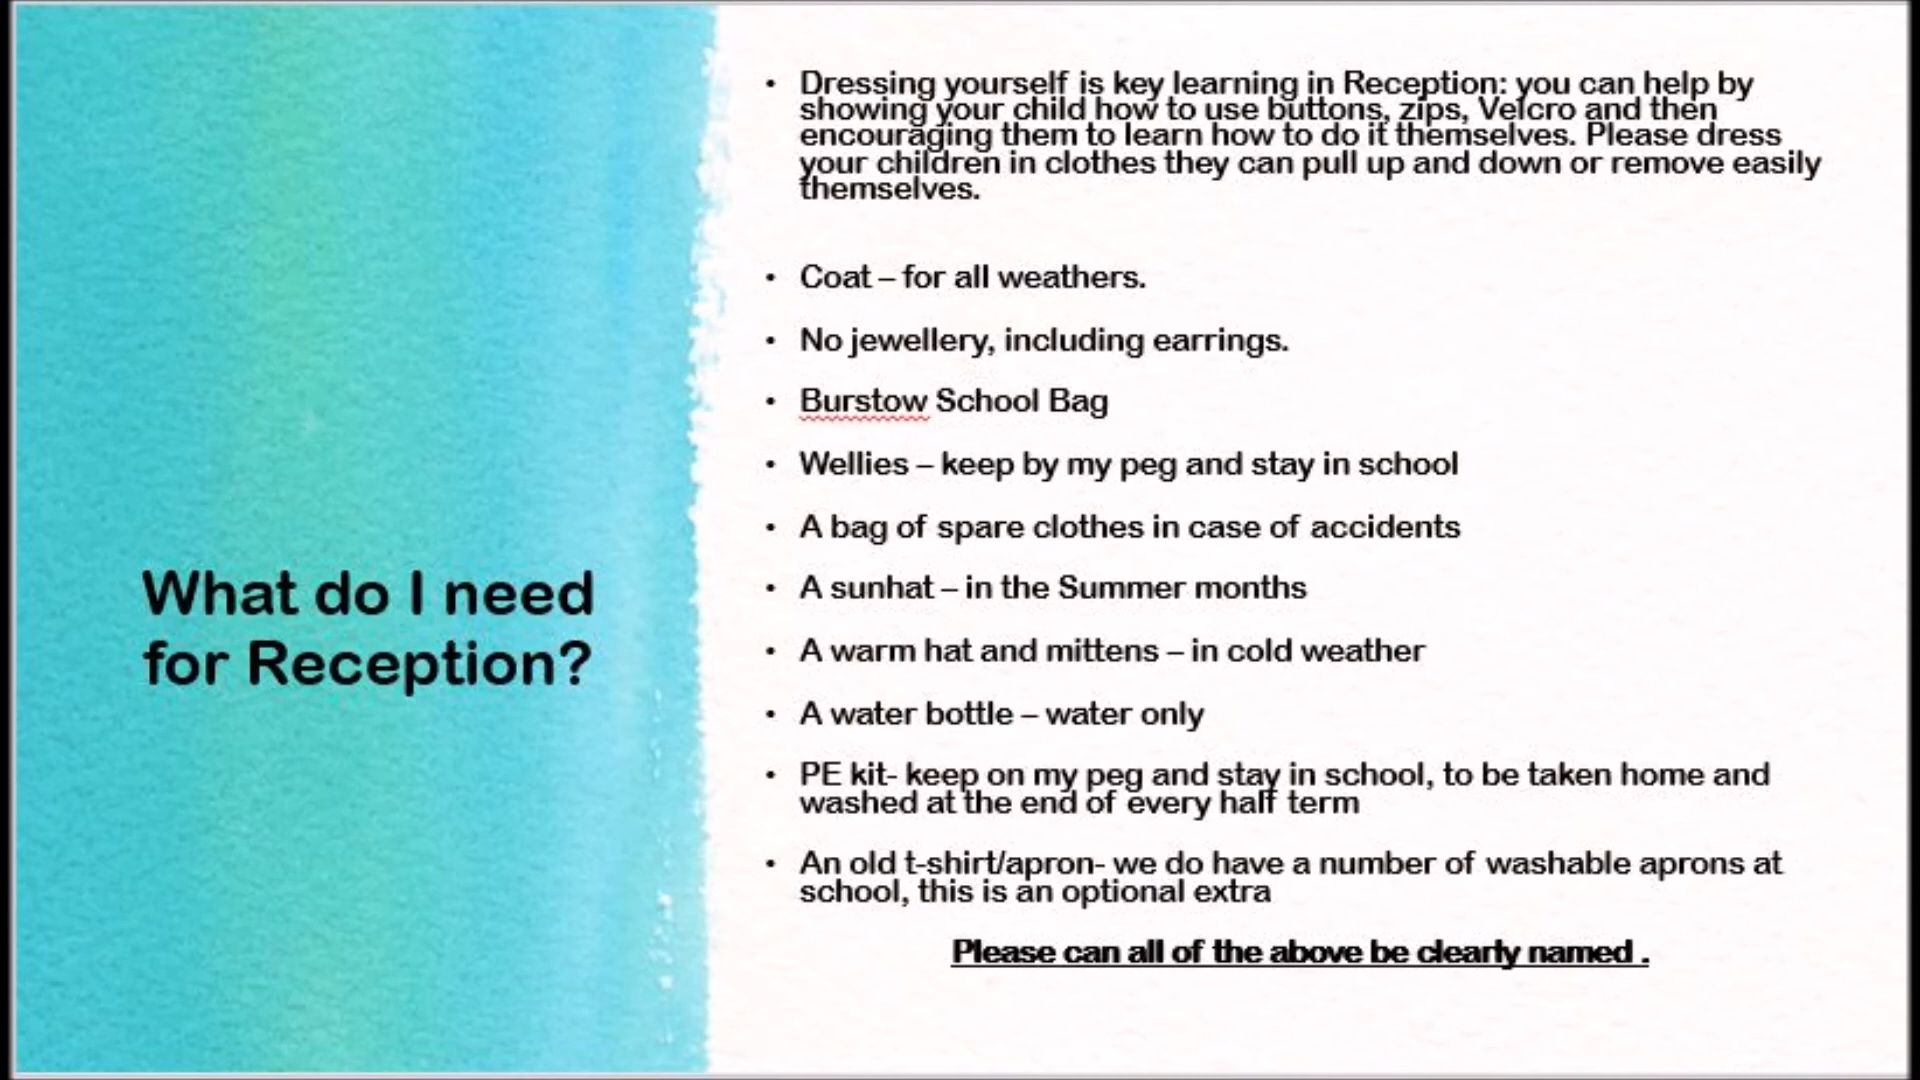 What do I need
for Reception?
• Dressing yourself is key learning in Reception: you can help by
showing your child how to use buttons, zips, Velcro and then
encouraging them to learn how to do it themselves. Please dress
your children in clothes they can pull up and down or remove easily
themselves.
• Coat – for all weathers.
• No jewellery, including earrings.
• Burstow School Bag
• Wellies – keep by my peg and stay in school
• A bag of spare clothes in case of accidents
• A sunhat – in the Summer months
• A warm hat and mittens – in cold weather
• A water bottle – water only
• PE kit- keep on my peg and stay in school, to be taken home and
washed at the end of every half term
• An old t-shirt/apron- we do have a number of washable aprons at
school, this is an optional extra
Please can all of the above be clearly named .